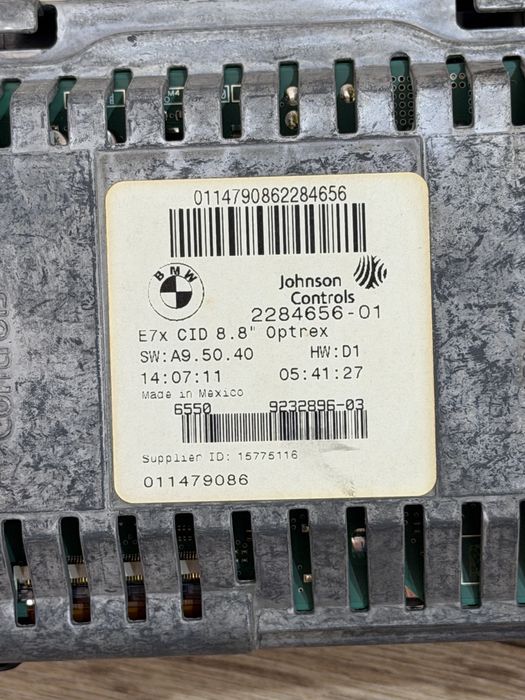 0114790862284656
BMW
Johnson
Controls
2284656-01
E7x CID 8.8" Optrex
SW:A9.50.40 HW:D1
14:07:11 05:41:27
Made in Mexico
6550 9232896-03
Supplier ID: 15775116
011479086